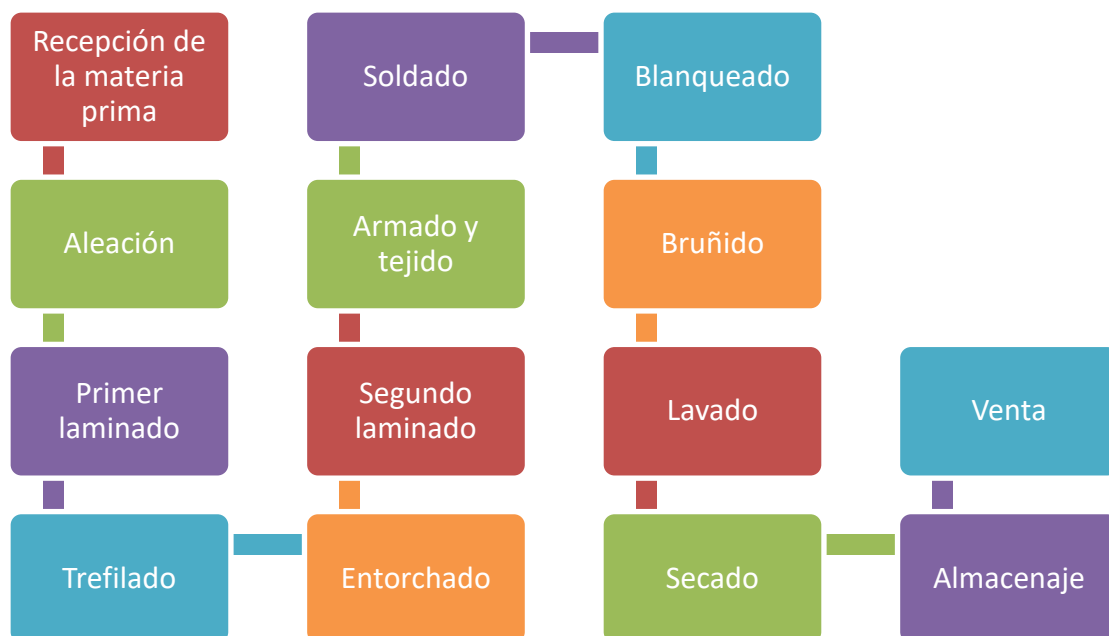 Recepción de
la materia
prima
Aleación
Primer
laminado
Trefilado
Entorchado
Segundo
laminado
Armado y
tejido
Soldado
Blanqueado
Bruñido
Lavado
Secado
Almacenaje
Venta